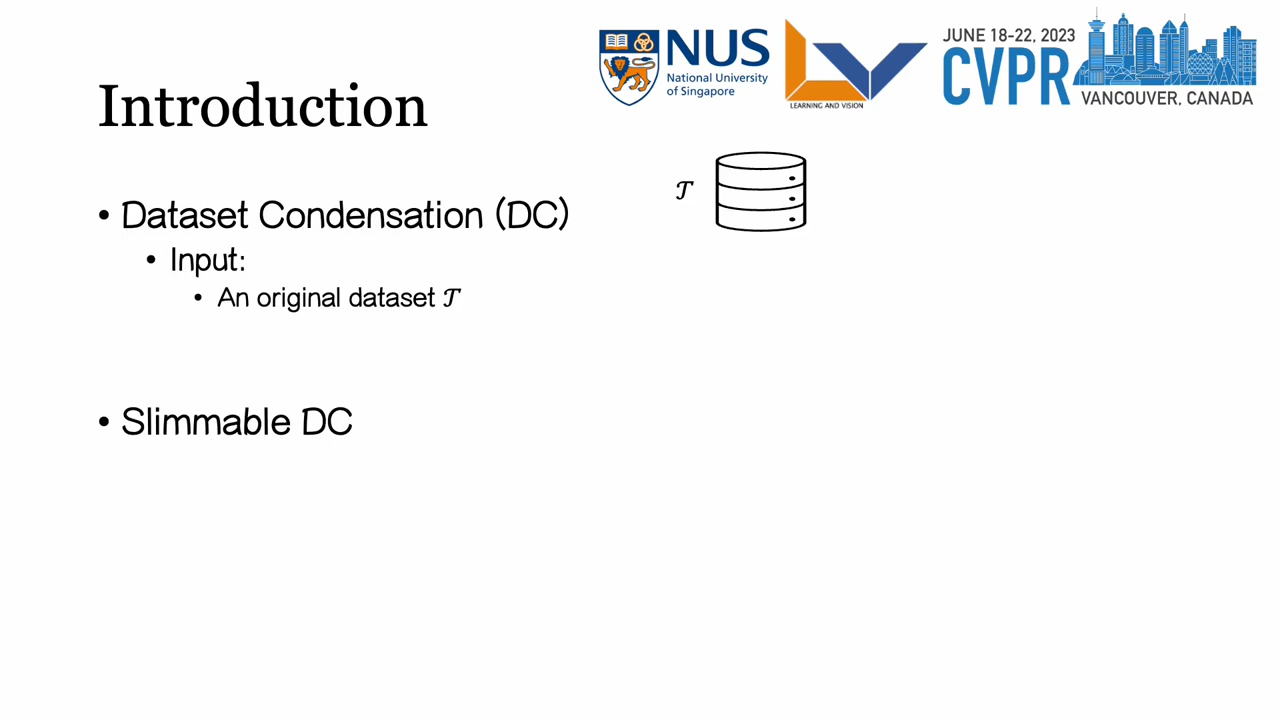 NUS
National University
of Singapore
LEARNING AND VISION
JUNE 18-22, 2023
CVPR
VANCOUVER, CANADA
Introduction
𝒯
• Dataset Condensation (DC)
• Input:
• An original dataset 𝒯
• Slimmable DC